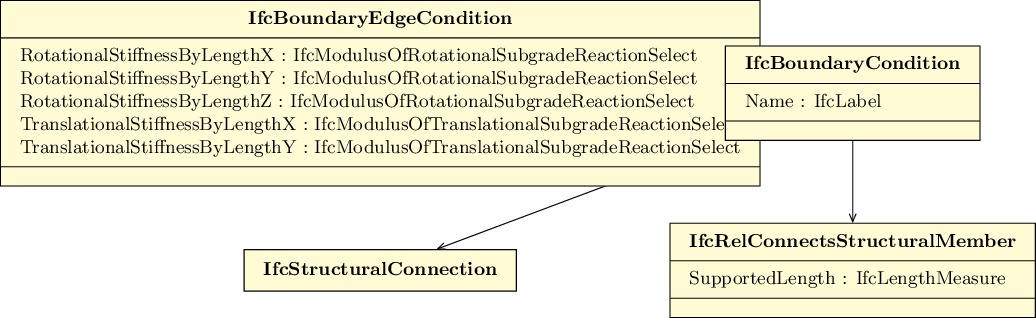 IfcBoundaryEdgeCondition
RotationalStiffnessByLengthX : IfcModulusOfRotationalSubgradeReactionSelect
RotationalStiffnessByLengthY : IfcModulusOfRotationalSubgradeReactionSelect
RotationalStiffnessByLengthZ : IfcModulusOfRotationalSubgradeReactionSelect
TranslationalStiffnessByLengthX : IfcModulusOfTranslationalSubgradeReactionSele
TranslationalStiffnessByLengthY : IfcModulusOfTranslationalSubgradeReactionSelect
IfcBoundaryCondition
Name : IfcLabel
IfcStructuralConnection
IfcRelConnectsStructuralMember
SupportedLength : IfcLengthMeasure